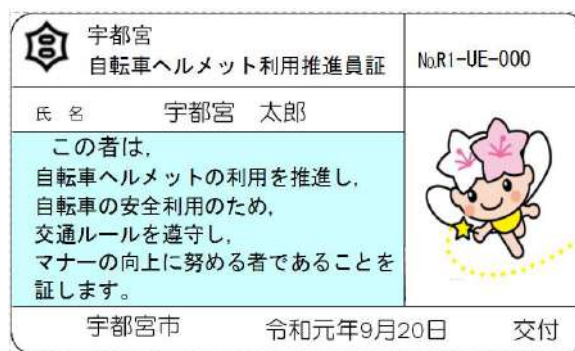 宇都宮
自転車ヘルメット利用推進員証
No.R1-UE-000
氏 名 宇都宮 太郎
この者は,
自転車ヘルメットの利用を推進し,
自転車の安全利用のため,
交通ルールを遵守し,
マナーの向上に努める者であることを
証します。
宇都宮市 令和元年9月20日 交付